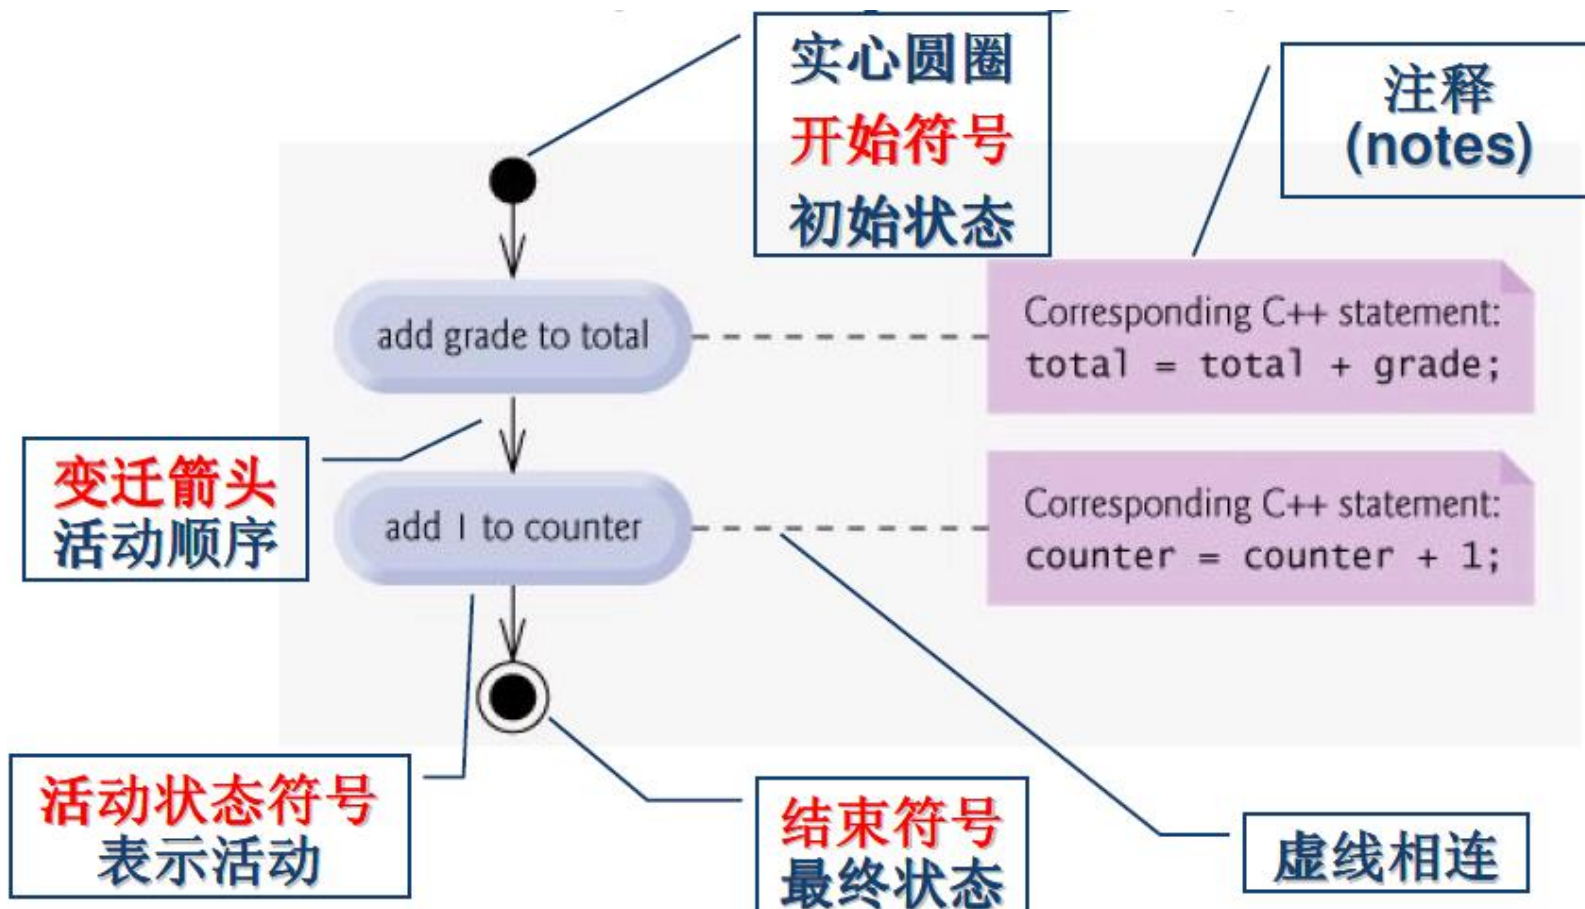 实心圆圈
开始符号
初始状态
注释
(notes)
add grade to total
Corresponding C++ statement:
total = total + grade;
变迁箭头
活动顺序
add 1 to counter
Corresponding C++ statement:
counter = counter + 1;
活动状态符号
表示活动
结束符号
最终状态
虚线相连